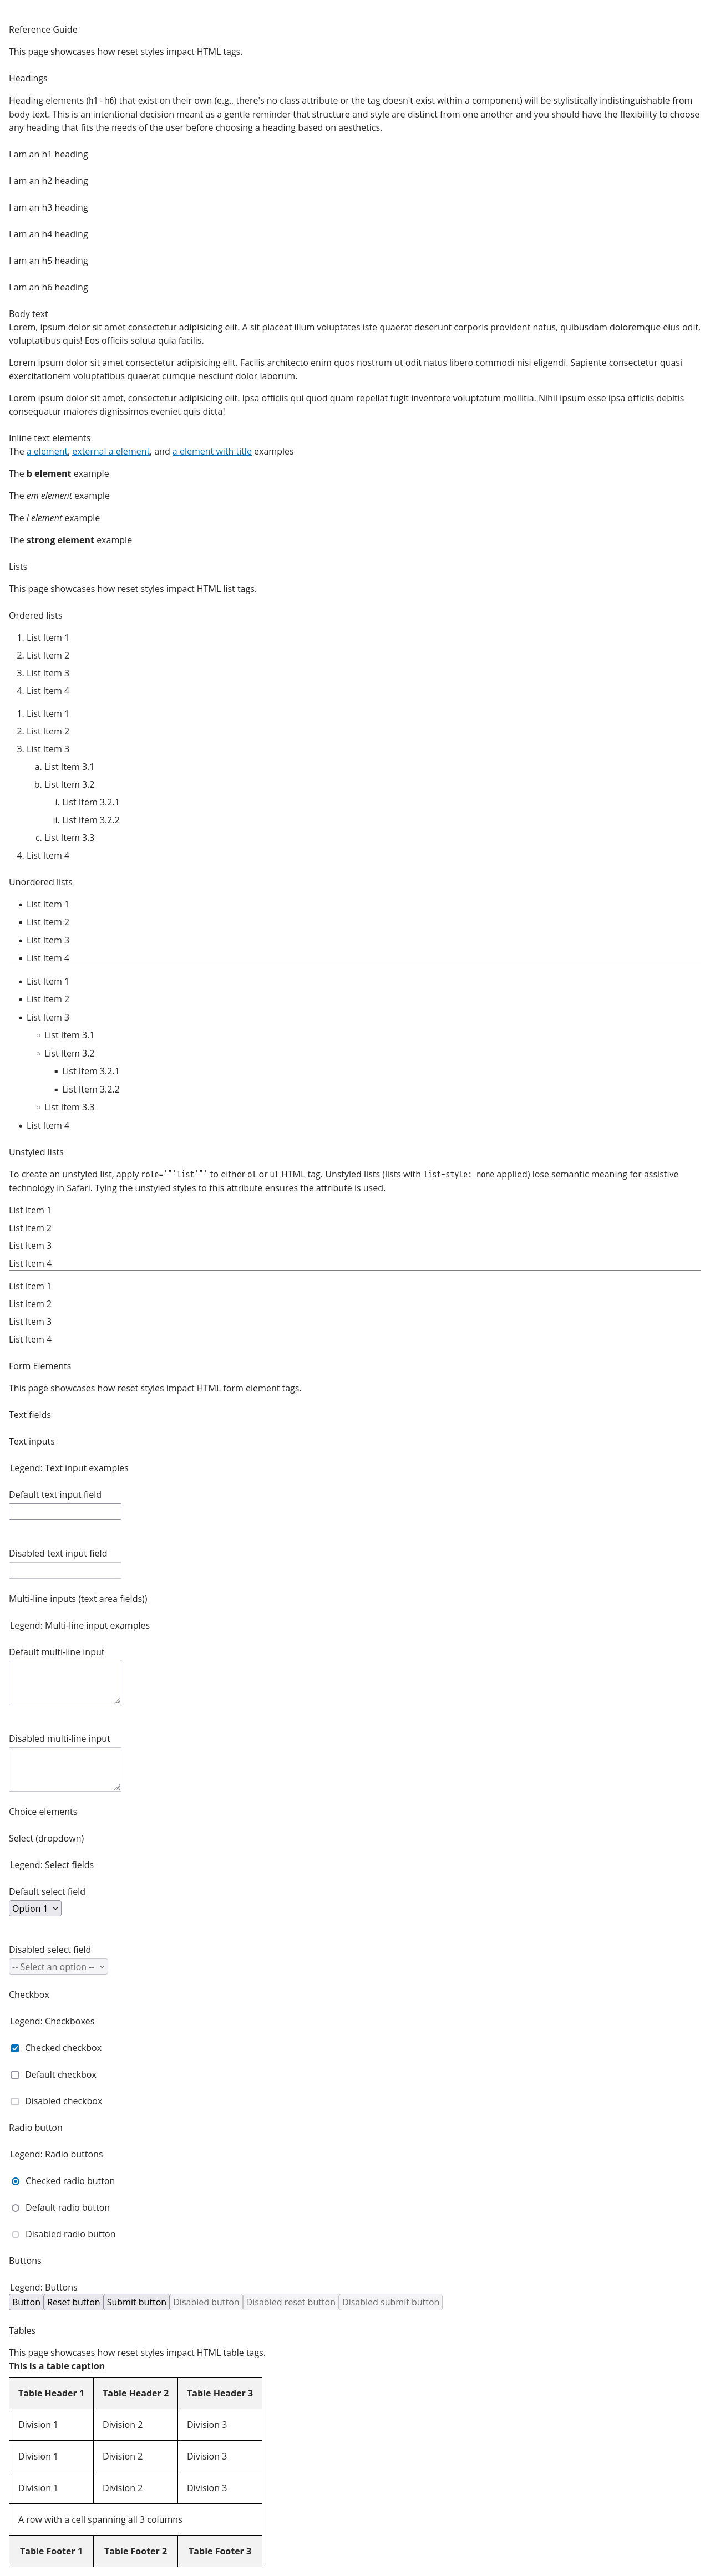 Reference Guide
This page showcases how reset styles impact HTML tags.
Headings
Heading elements (h1 - h6) that exist on their own (e.g., there's no class attribute or the tag doesn't exist within a component) will be stylistically indistinguishable from
body text. This is an intentional decision meant as a gentle reminder that structure and style are distinct from one another and you should have the flexibility to choose
any heading that fits the needs of the user before choosing a heading based on aesthetics.
I am an h1 heading
I am an h2 heading
I am an h3 heading
I am an h4 heading
I am an h5 heading
I am an h6 heading
Body text
Lorem, ipsum dolor sit amet consectetur adipisicing elit. A sit placeat illum voluptates iste quaerat deserunt corporis provident natus, quibusdam doloremque eius odit,
voluptatibus quis! Eos officiis soluta quia facilis.
Lorem ipsum dolor sit amet consectetur adipisicing elit. Facilis architecto enim quos nostrum ut odit natus libero commodi nisi eligendi. Sapiente consectetur quasi
exercitationem voluptatibus quaerat cumque nesciunt dolor laborum.
Lorem ipsum dolor sit amet, consectetur adipisicing elit. Ipsa officiis qui quod quam repellat fugit inventore voluptatum mollitia. Nihil ipsum esse ipsa officiis debitis
consequatur maiores dignissimos eveniet quis dicta!
Inline text elements
The a element, external a element, and a element with title examples
The b element example
The em element example
The i element example
The strong element example
Lists
This page showcases how reset styles impact HTML list tags.
Ordered lists
1. List Item 1
2. List Item 2
3. List Item 3
4. List Item 4
1. List Item 1
2. List Item 2
3. List Item 3
a. List Item 3.1
b. List Item 3.2
i. List Item 3.2.1
ii. List Item 3.2.2
c. List Item 3.3
4. List Item 4
Unordered lists
• List Item 1
• List Item 2
• List Item 3
• List Item 4
• List Item 1
• List Item 2
• List Item 3
◦ List Item 3.1
◦ List Item 3.2
▪ List Item 3.2.1
▪ List Item 3.2.2
◦ List Item 3.3
• List Item 4
Unstyled lists
To create an unstyled list, apply role=`"`list`"` to either ol or ul HTML tag. Unstyled lists (lists with list-style: none applied) lose semantic meaning for assistive
technology in Safari. Tying the unstyled styles to this attribute ensures the attribute is used.
List Item 1
List Item 2
List Item 3
List Item 4
List Item 1
List Item 2
List Item 3
List Item 4
Form Elements
This page showcases how reset styles impact HTML form element tags.
Text fields
Text inputs
Legend: Text input examples
Default text input field
Disabled text input field
Multi-line inputs (text area fields))
Legend: Multi-line input examples
Default multi-line input
Disabled multi-line input
Choice elements
Select (dropdown)
Legend: Select fields
Default select field
Option 1
Disabled select field
-- Select an option --
Checkbox
Legend: Checkboxes
Checked checkbox
Default checkbox
Disabled checkbox
Radio button
Legend: Radio buttons
Checked radio button
Default radio button
Disabled radio button
Buttons
Legend: Buttons
Button Reset button Submit button Disabled button Disabled reset button Disabled submit button
Tables
This page showcases how reset styles impact HTML table tags.
This is a table caption
Table Header 1 Table Header 2 Table Header 3
Division 1 Division 2 Division 3
Division 1 Division 2 Division 3
Division 1 Division 2 Division 3
A row with a cell spanning all 3 columns
Table Footer 1 Table Footer 2 Table Footer 3